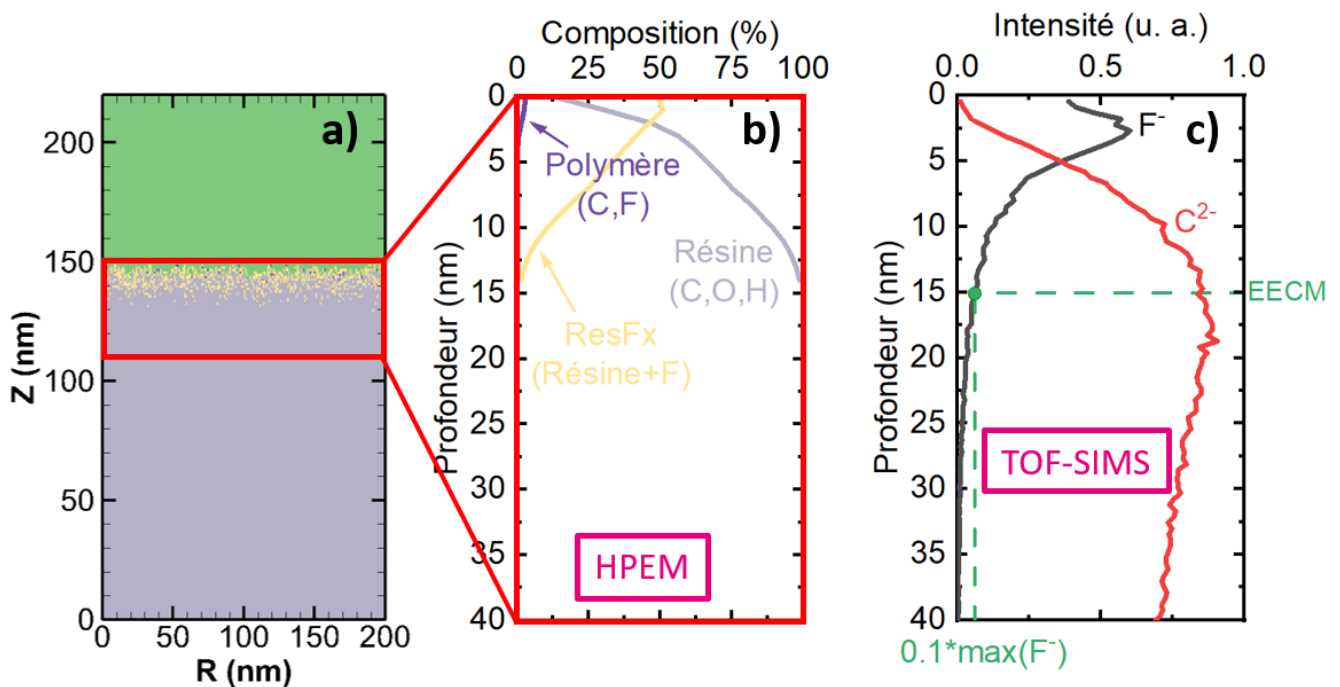 a)
Z (nm)
200
150
100
50
0
0 50 100 150 200
R (nm)
Composition (%)
0 25 50 75 100
b)
Profondeur (nm)
0
5
10
15
20
25
30
35
40
Polymère
(C,F)
Résine
(C,O,H)
ResFx
(Résine+F)
HPEM
Intensité (u. a.)
0.0 0.5 1.0
c)
Profondeur (nm)
0
5
10
15
20
25
30
35
40
F-
C2-
EECM
TOF-SIMS
0.1*max(F-)